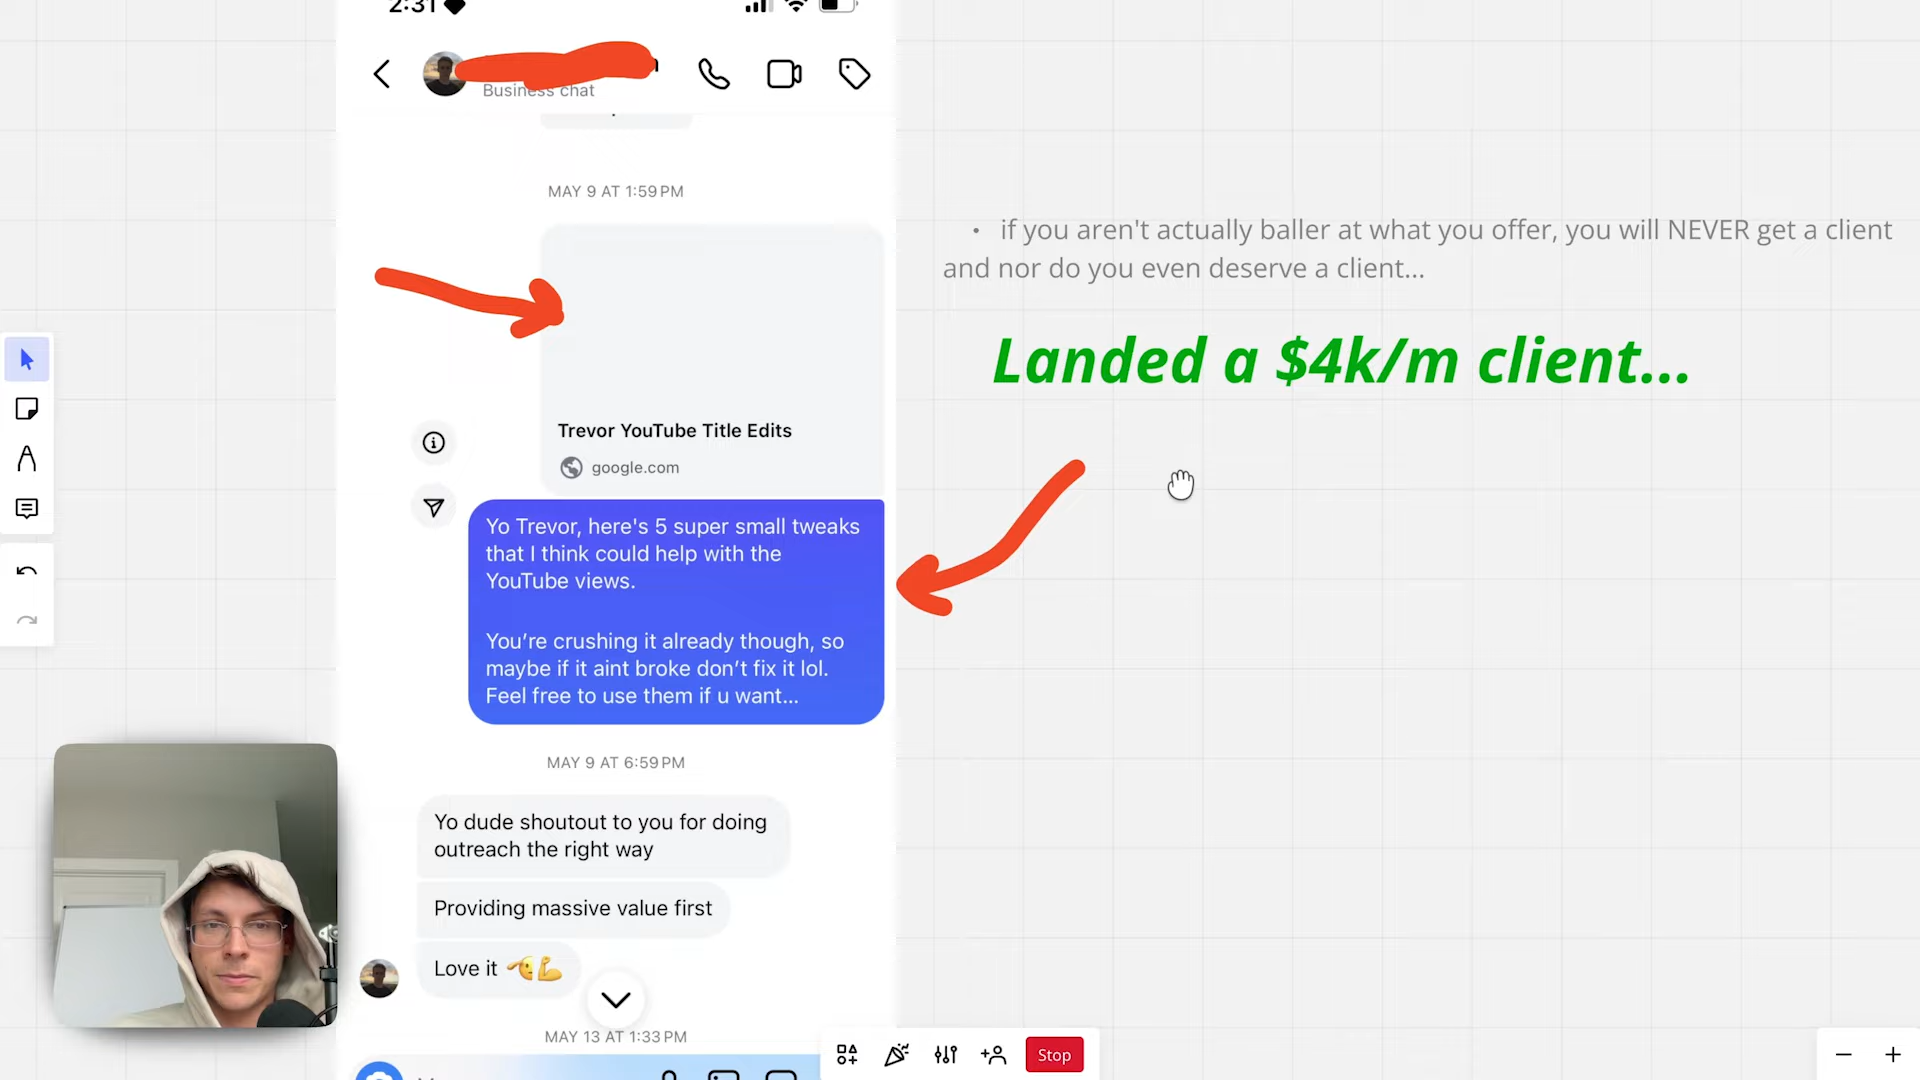 2:31
Business chat
MAY 9 AT 1:59 PM
Trevor YouTube Title Edits
google.com
Yo Trevor, here's 5 super small tweaks
that I think could help with the
YouTube views.
You’re crushing it already though, so
maybe if it aint broke don’t fix it lol.
Feel free to use them if u want...
MAY 9 AT 6:59 PM
Yo dude shoutout to you for doing
outreach the right way
Providing massive value first
Love it
MAY 13 AT 1:33 PM
• if you aren't actually baller at what you offer, you will NEVER get a client
and nor do you even deserve a client...
Landed a $4k/m client...
Stop